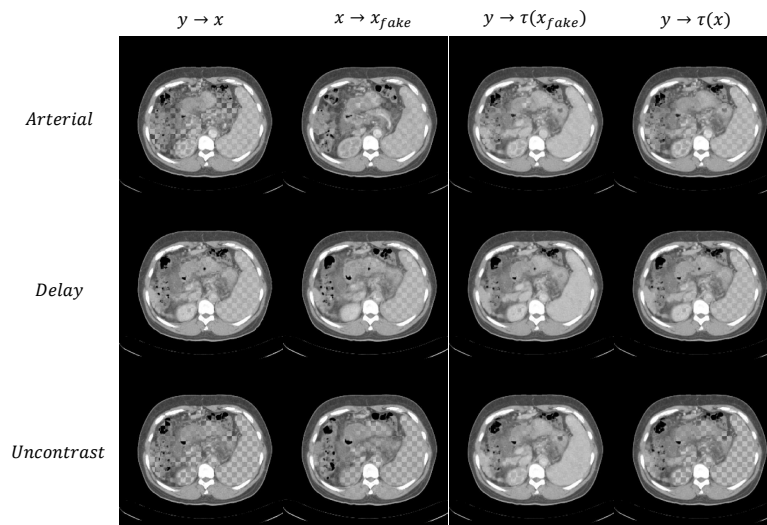 y → x x → x_fake y → τ(x_fake) y → τ(x)
Arterial
Delay
Uncontrast